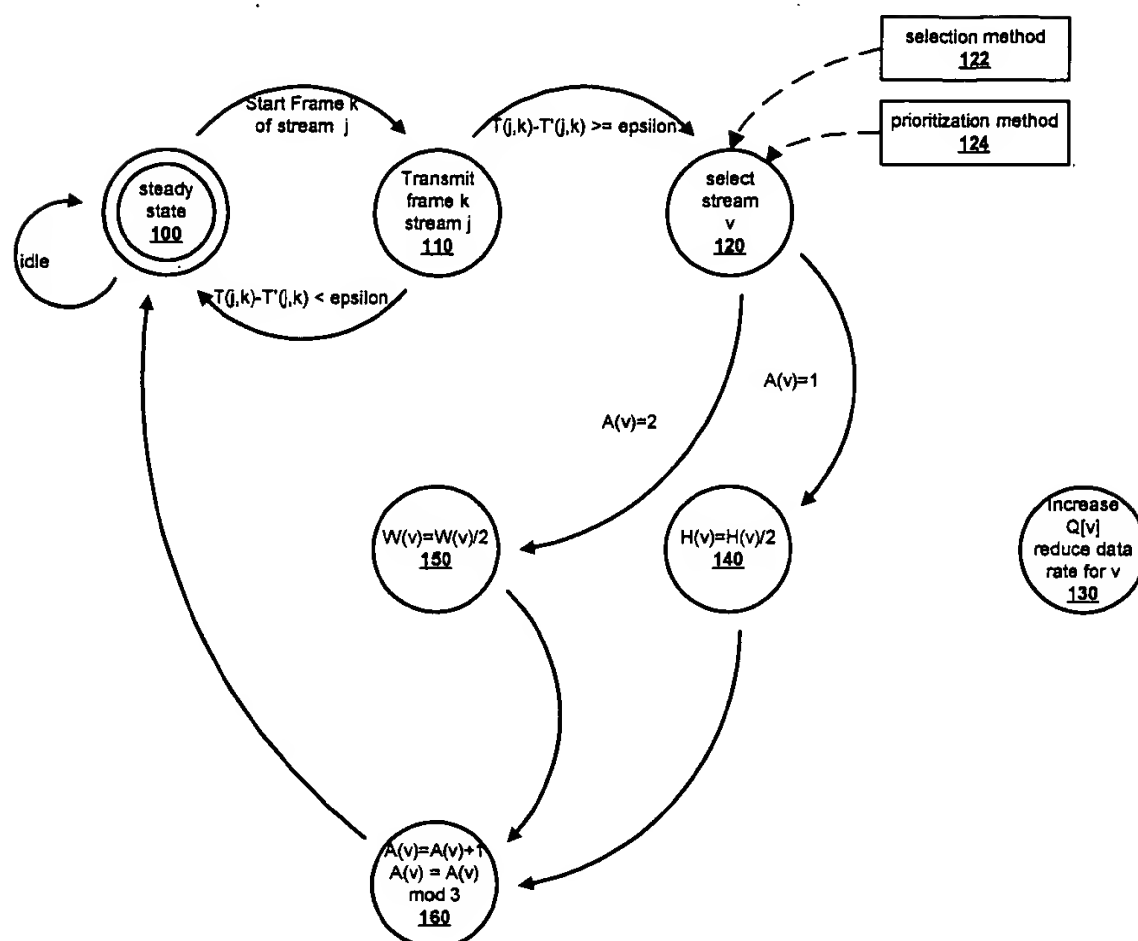 selection method
122
prioritization method
124
Start Frame k
of stream j
T(j,k)-T'(j,k) >= epsilon
steady
state
100
Transmit
frame k
stream j
110
select
stream
v
120
idle
T(j,k)-T'(j,k) < epsilon
A(v)=1
A(v)=2
W(v)=W(v)/2
150
H(v)=H(v)/2
140
Increase
Q[v]
reduce data
rate for v
130
A(v)=A(v)+1
A(v) = A(v)
mod 3
160